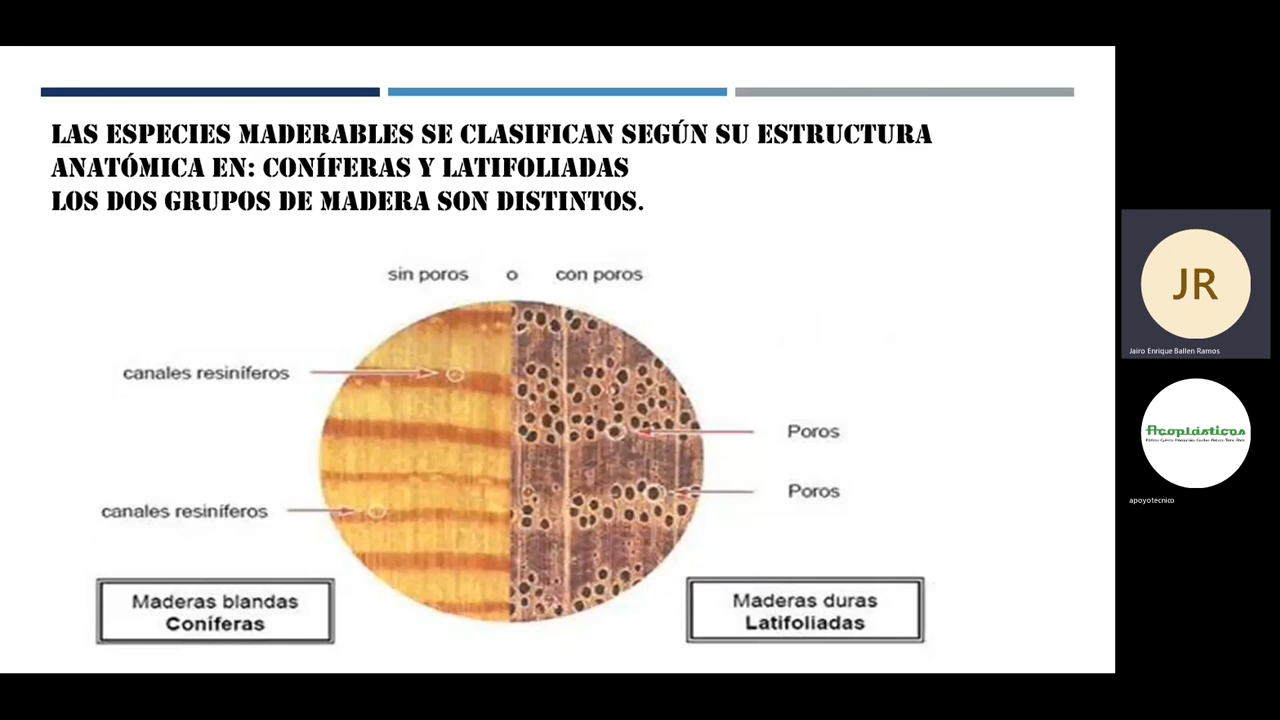 LAS ESPECIES MADERABLES SE CLASIFICAN SEGÚN SU ESTRUCTURA
ANATÓMICA EN: CONÍFERAS Y LATIFOLIADAS
LOS DOS GRUPOS DE MADERA SON DISTINTOS.
sin poros o con poros
canales resiníferos
Poros
Poros
canales resiníferos
Maderas blandas
Coníferas
Maderas duras
Latifoliadas
JR
Jairo Enrique Ballen Ramos
Acoplásticos
apoyotecnico